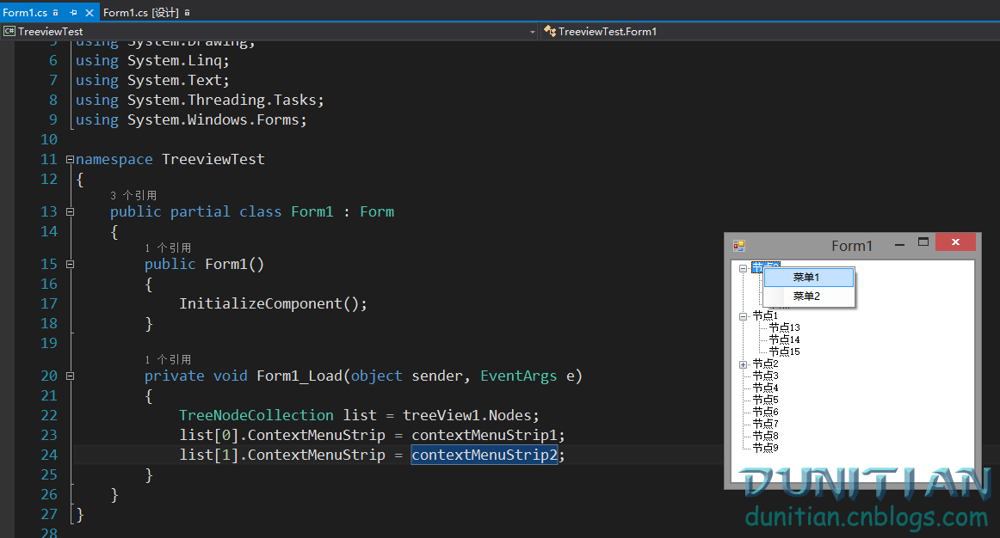 Form1.cs
Form1.cs [设计]
C# TreeviewTest
TreeviewTest.Form1
5 using System.Drawing;
6 using System.Linq;
7 using System.Text;
8 using System.Threading.Tasks;
9 using System.Windows.Forms;
10
11 namespace TreeviewTest
12 {
3 个引用
13 public partial class Form1 : Form
14 {
1 个引用
15 public Form1()
16 {
17 InitializeComponent();
18 }
19
1 个引用
20 private void Form1_Load(object sender, EventArgs e)
21 {
22 TreeNodeCollection list = treeView1.Nodes;
23 list[0].ContextMenuStrip = contextMenuStrip1;
24 list[1].ContextMenuStrip = contextMenuStrip2;
25 }
26 }
27 }
28
Form1
菜单1
菜单2
节点1
节点13
节点14
节点15
节点2
节点3
节点4
节点5
节点6
节点7
节点8
节点9
DUNITIAN
dunitian.cnblogs.com